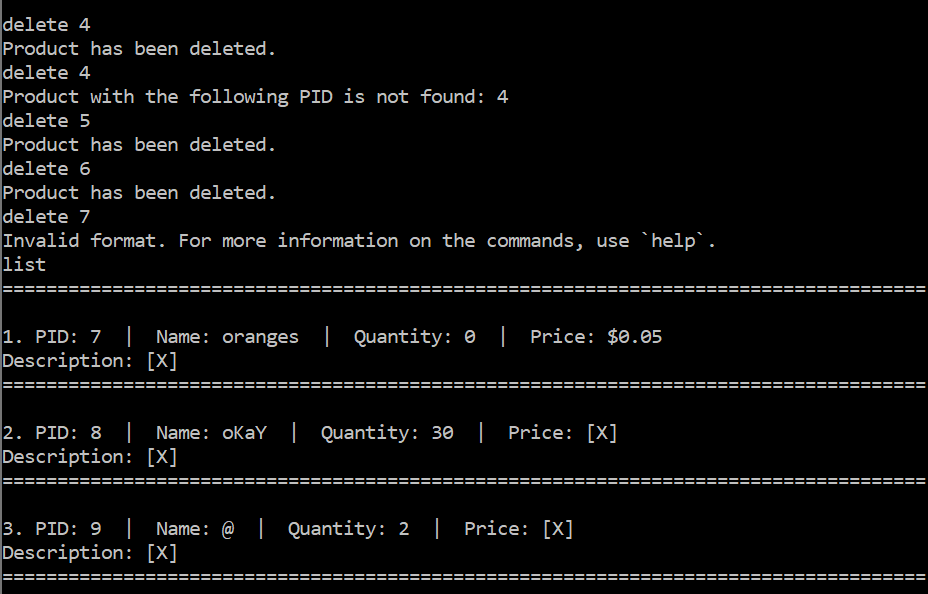 delete 4
Product has been deleted.
delete 4
Product with the following PID is not found: 4
delete 5
Product has been deleted.
delete 6
Product has been deleted.
delete 7
Invalid format. For more information on the commands, use `help`.
list
====================================================================================
1. PID: 7  |  Name: oranges  |  Quantity: 0  |  Price: $0.05
Description: [X]
====================================================================================
2. PID: 8  |  Name: oKaY  |  Quantity: 30  |  Price: [X]
Description: [X]
====================================================================================
3. PID: 9  |  Name: @  |  Quantity: 2  |  Price: [X]
Description: [X]
====================================================================================